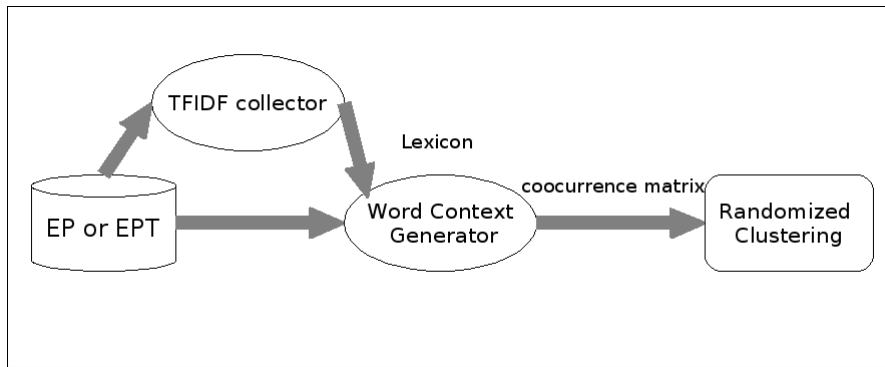 TFIDF collector
Lexicon
EP or EPT
Word Context
Generator
coocurrence matrix
Randomized
Clustering